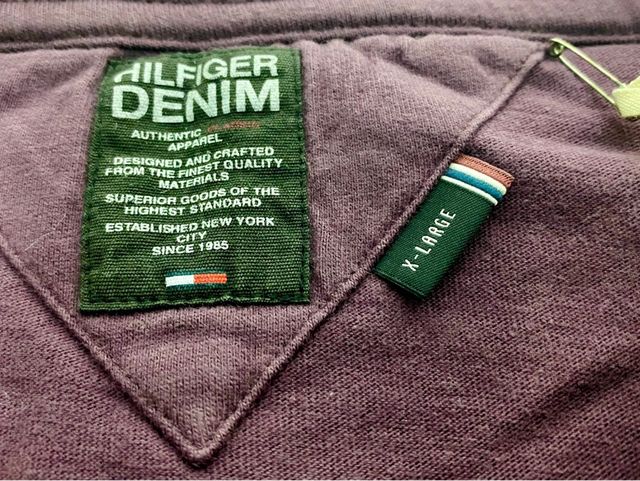 HILFIGER
DENIM
AUTHENTIC
APPAREL
DESIGNED AND CRAFTED
FROM THE FINEST QUALITY
MATERIALS
SUPERIOR GOODS OF THE
HIGHEST STANDARD
ESTABLISHED NEW YORK
CITY
SINCE 1985
X-LARGE